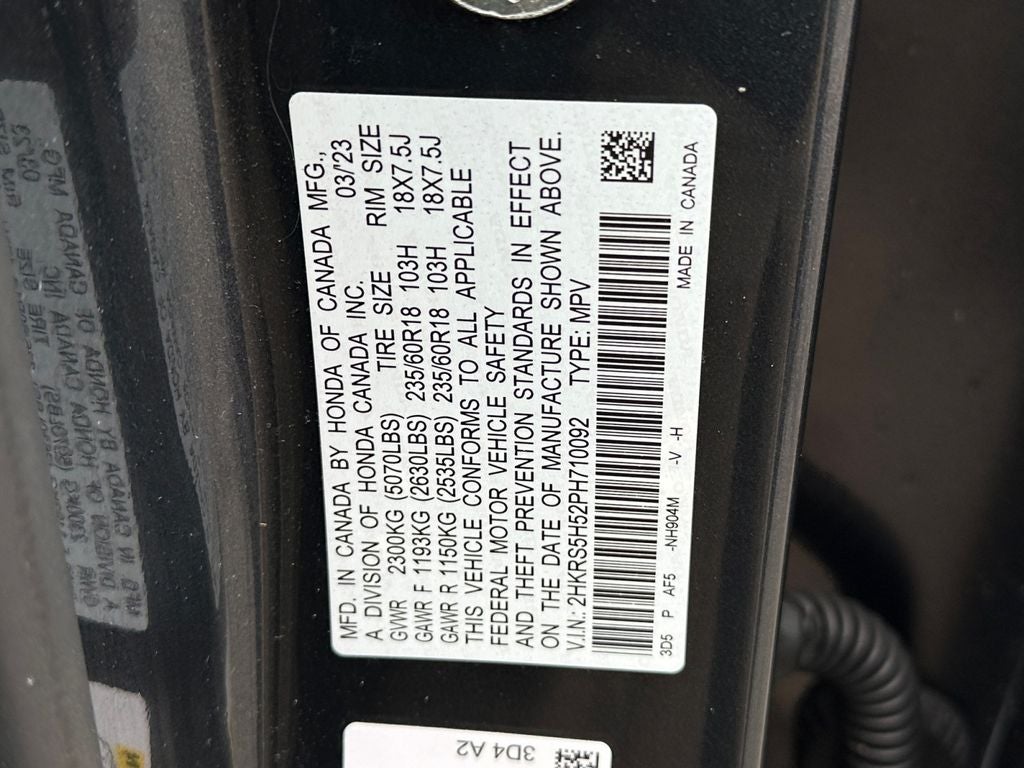 MFD. IN CANADA BY HONDA OF CANADA MFG.,
A DIVISION OF HONDA CANADA INC. 03/'23
GWR 2300KG (5070LBS) TIRE SIZE RIM SIZE
GAWR F 1193KG (2630LBS) 235/60R18 103H 18X7.5J
GAWR R 1150KG (2535LBS) 235/60R18 103H 18X7.5J
THIS VEHICLE CONFORMS TO ALL APPLICABLE
FEDERAL MOTOR VEHICLE SAFETY
AND THEFT PREVENTION STANDARDS IN EFFECT
ON THE DATE OF MANUFACTURE SHOWN ABOVE.
V.I.N.: 2HKRS5H52PH710092 TYPE: MPV
3D5 P AF5 -NH904M -V -H MADE IN CANADA
3D4 A2